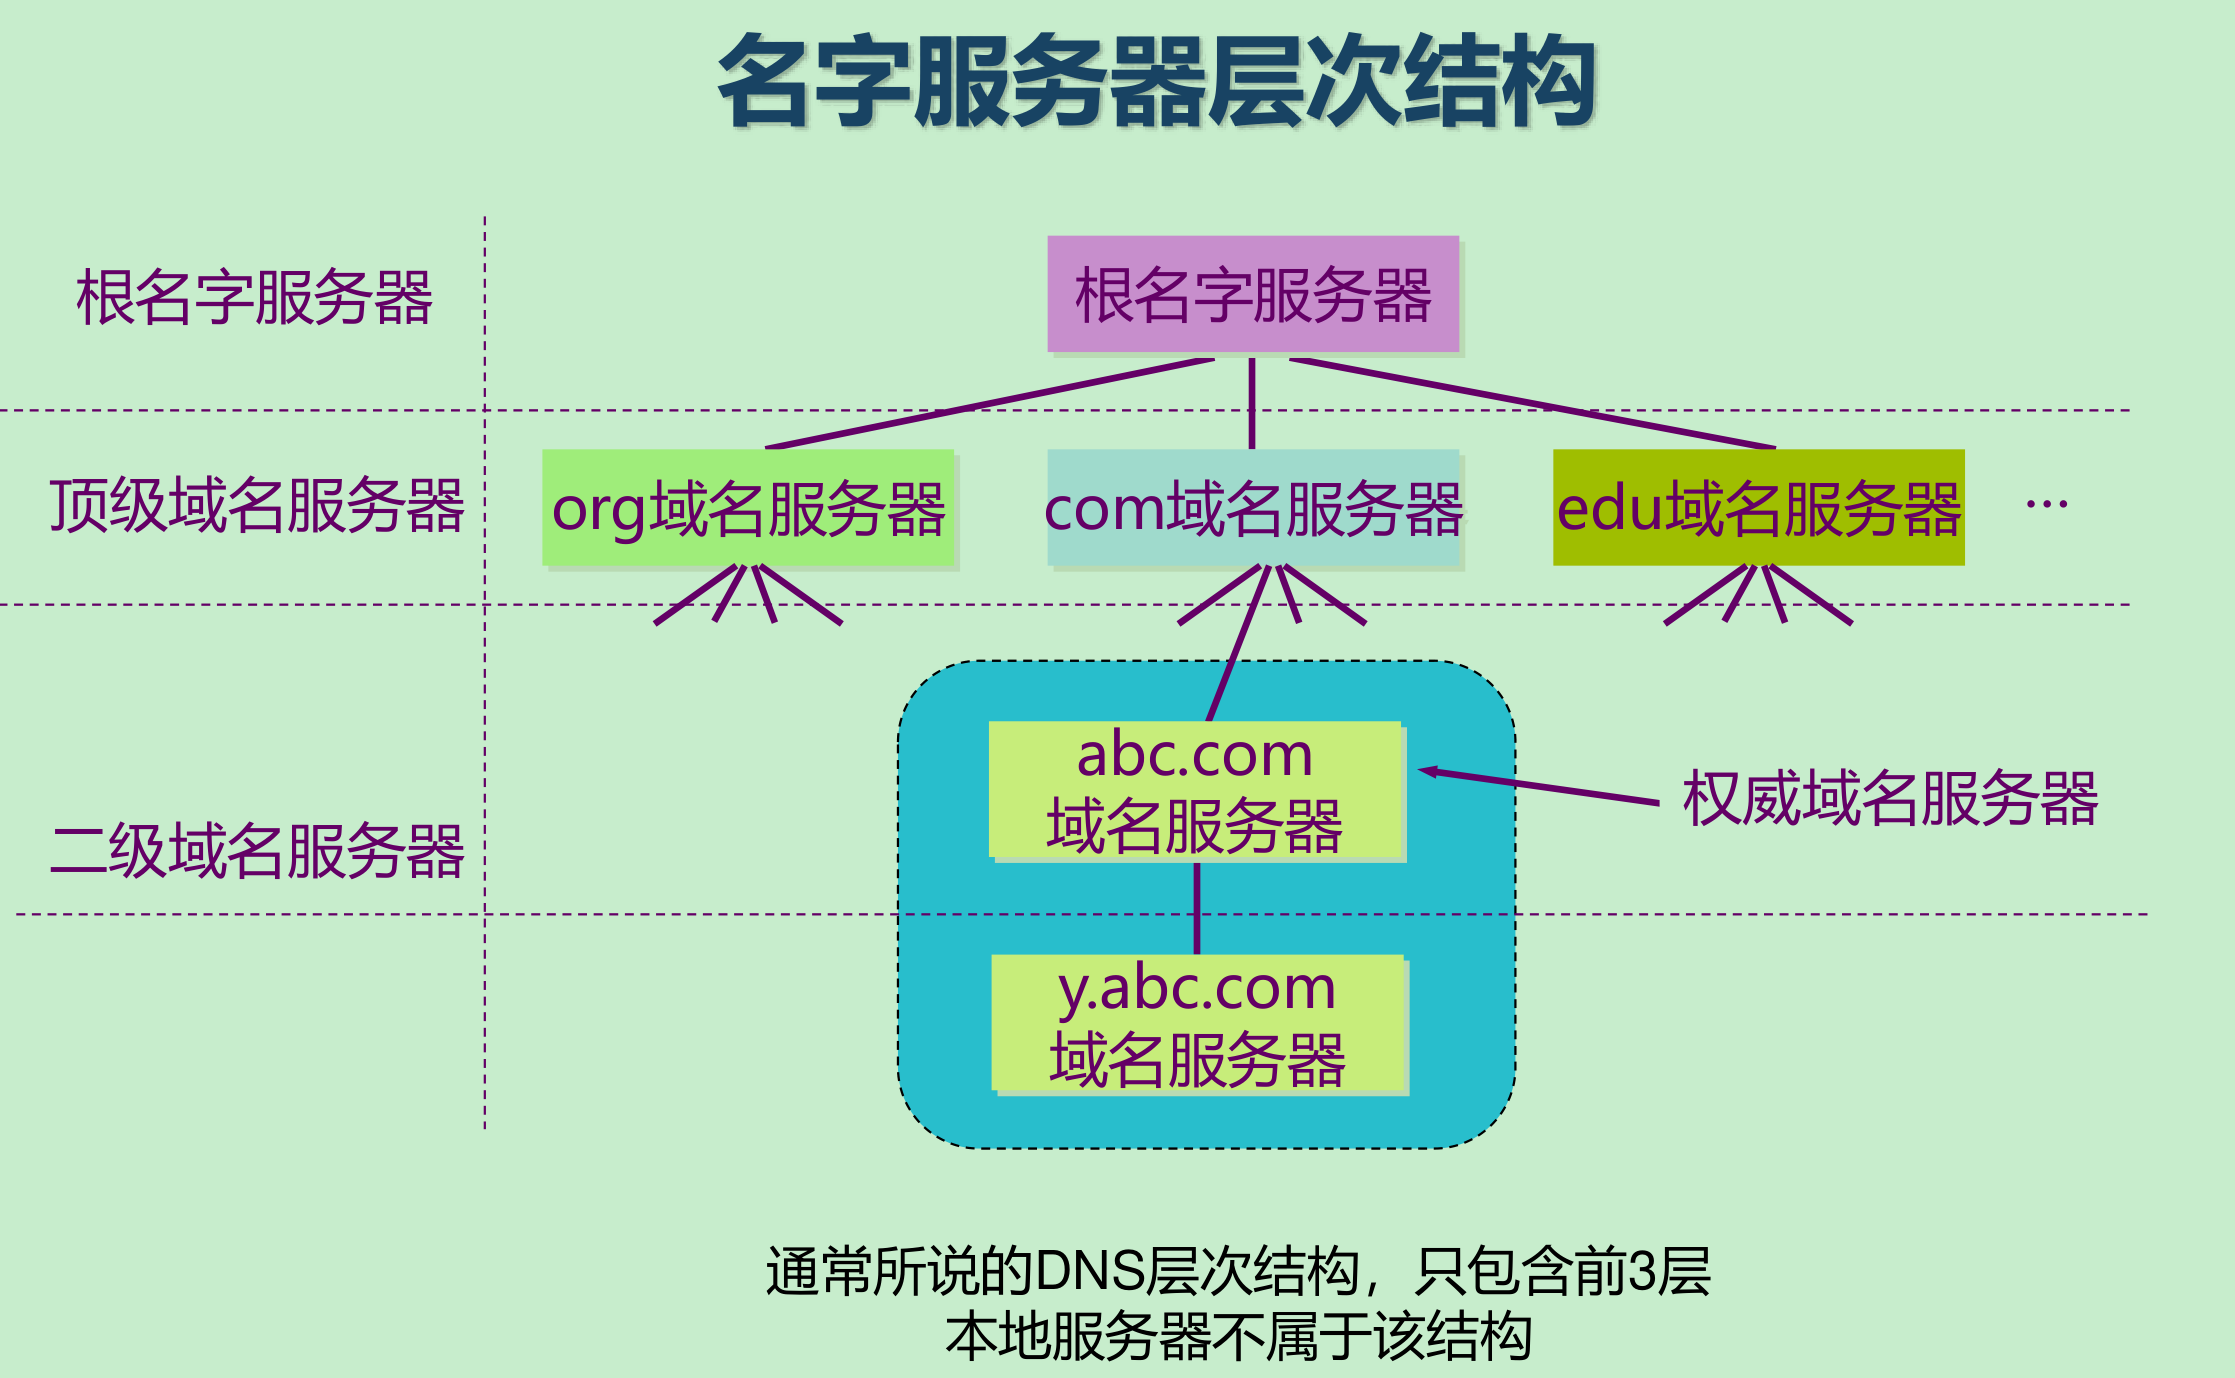 名字服务器层次结构
根名字服务器
根名字服务器
顶级域名服务器
org域名服务器
com域名服务器
edu域名服务器
...
二级域名服务器
abc.com
域名服务器
权威域名服务器
y.abc.com
域名服务器
通常所说的DNS层次结构，只包含前3层
本地服务器不属于该结构